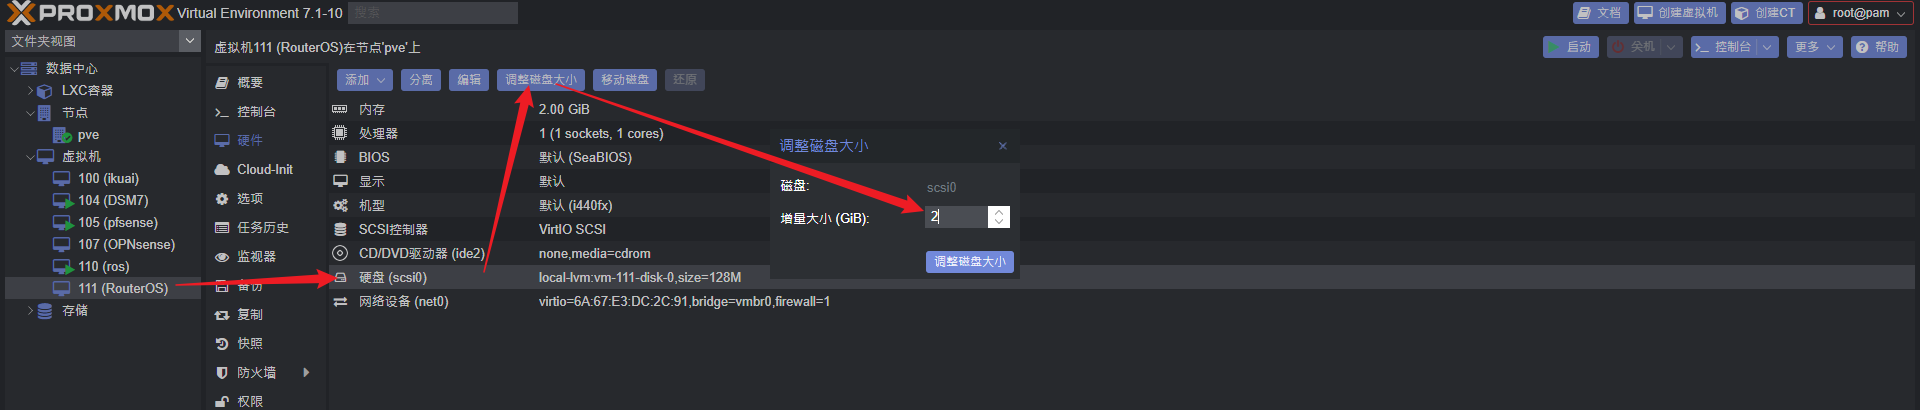 PROXMOX Virtual Environment 7.1-10 搜索 文档 创建虚拟机 创建CT root@pam
文件夹视图
虚拟机111 (RouterOS)在节点'pve'上 启动 关机 控制台 更多 帮助
数据中心
LXC容器
节点
pve
虚拟机
100 (ikuai)
104 (DSM7)
105 (pfsense)
107 (OPNsense)
110 (ros)
111 (RouterOS)
存储
概要
控制台
硬件
Cloud-Init
选项
任务历史
监视器
备份
复制
快照
防火墙
权限
添加 分离 编辑 调整磁盘大小 移动磁盘 还原
内存 2.00 GiB
处理器 1 (1 sockets, 1 cores)
BIOS 默认 (SeaBIOS)
显示 默认
机型 默认 (i440fx)
SCSI控制器 VirtIO SCSI
CD/DVD驱动器 (ide2) none,media=cdrom
硬盘 (scsi0) local-lvm:vm-111-disk-0,size=128M
网络设备 (net0) virtio=6A:67:E3:DC:2C:91,bridge=vmbr0,firewall=1
调整磁盘大小
磁盘: scsi0
增量大小 (GiB): 2
调整磁盘大小